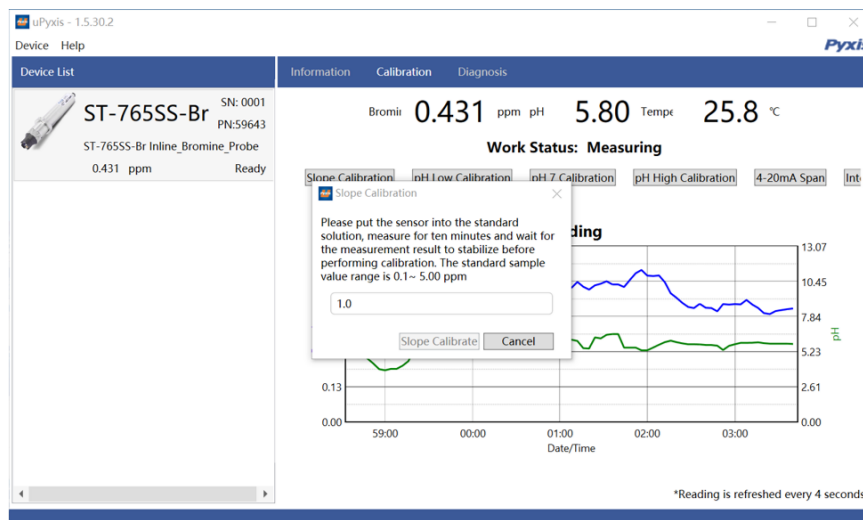 uPyxis - 1.5.30.2
Device Help
Pyxis
Device List
Information Calibration Diagnosis
ST-765SS-Br
SN: 0001
PN:59643
ST-765SS-Br Inline_Bromine_Probe
0.431 ppm Ready
Bromi 0.431 ppm pH 5.80 Tempe 25.8 ℃
Work Status: Measuring
Slope Calibration pH Low Calibration pH 7 Calibration pH High Calibration 4-20mA Span Int
Slope Calibration
Please put the sensor into the standard
solution, measure for ten minutes and wait for
the measurement result to stabilize before
performing calibration. The standard sample
value range is 0.1~ 5.00 ppm
1.0
Slope Calibrate Cancel
ding
13.07
10.45
7.84
5.23
2.61
0.00
pH
0.13
0.00
59:00 00:00 01:00 02:00 03:00
Date/Time
*Reading is refreshed every 4 seconds